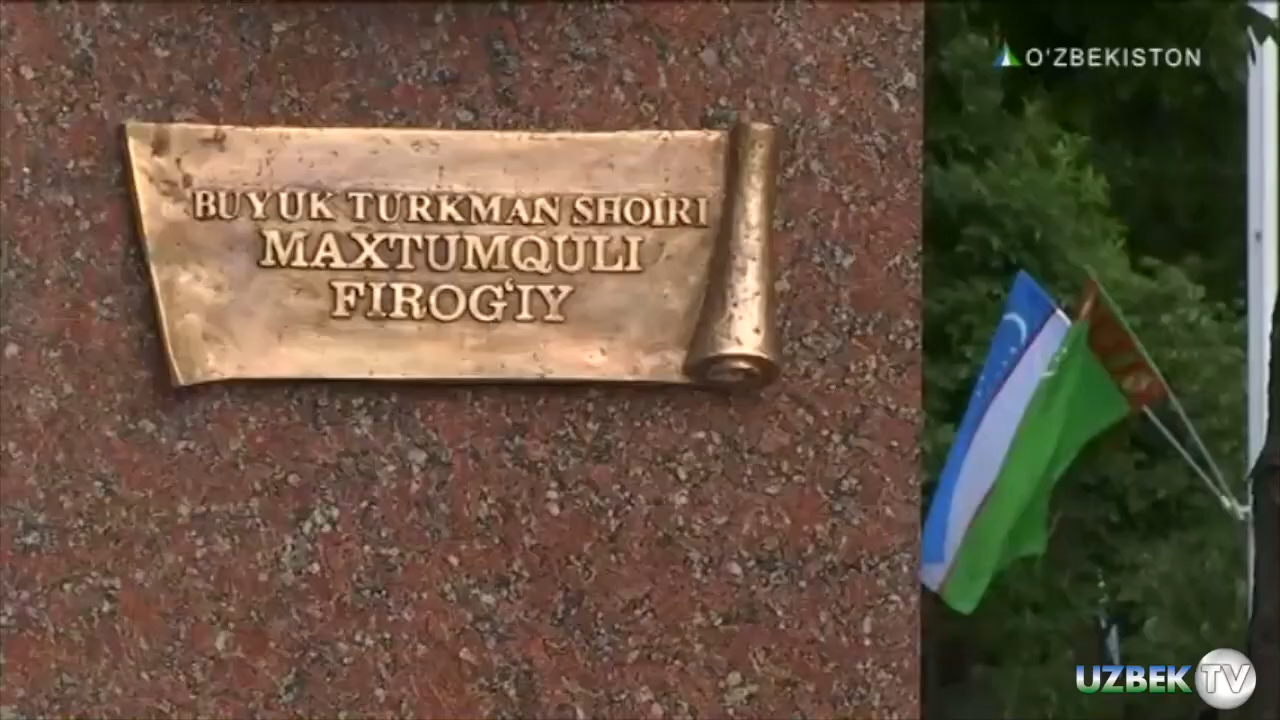 O'ZBEKISTON
BUYUK TURKMAN SHOIRI
MAXTUMQULI
FIROG‘IY
UZBEK TV